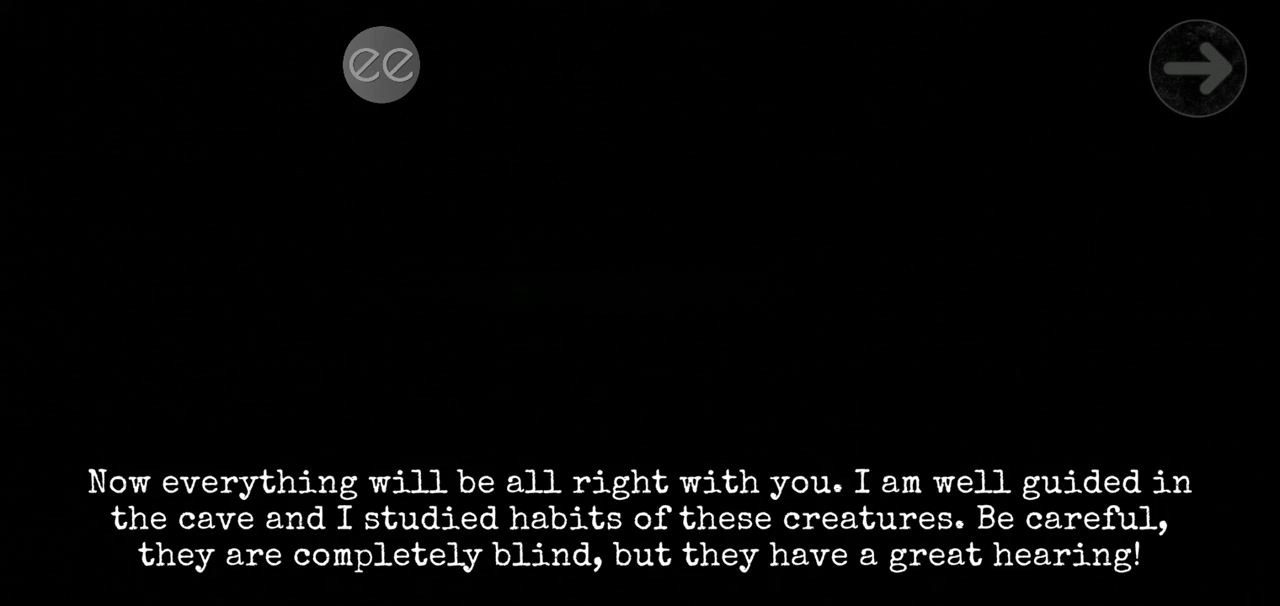 ee
Now everything will be all right with you. I am well guided in
the cave and I studied habits of these creatures. Be careful,
they are completely blind, but they have a great hearing!